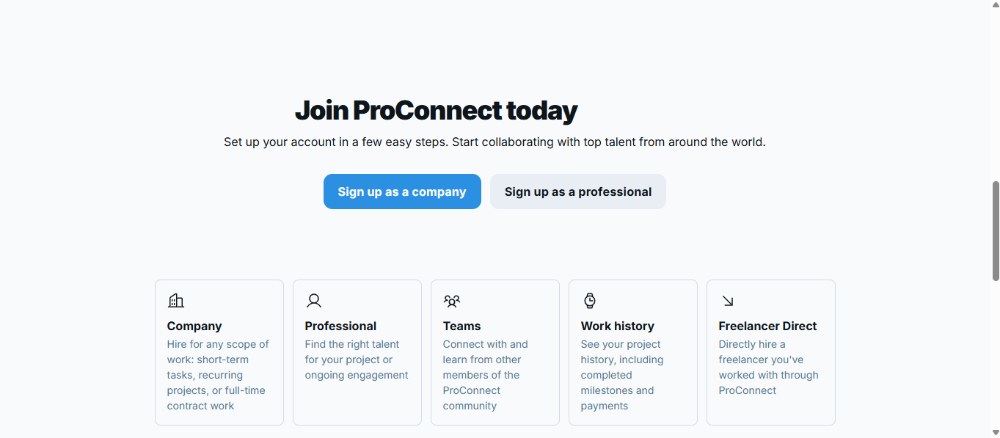 Join ProConnect today
Set up your account in a few easy steps. Start collaborating with top talent from around the world.
Sign up as a company
Sign up as a professional
Company
Hire for any scope of
work: short-term
tasks, recurring
projects, or full-time
contract work
Professional
Find the right talent
for your project or
ongoing engagement
Teams
Connect with and
learn from other
members of the
ProConnect
community
Work history
See your project
history, including
completed
milestones and
payments
Freelancer Direct
Directly hire a
freelancer you've
worked with through
ProConnect